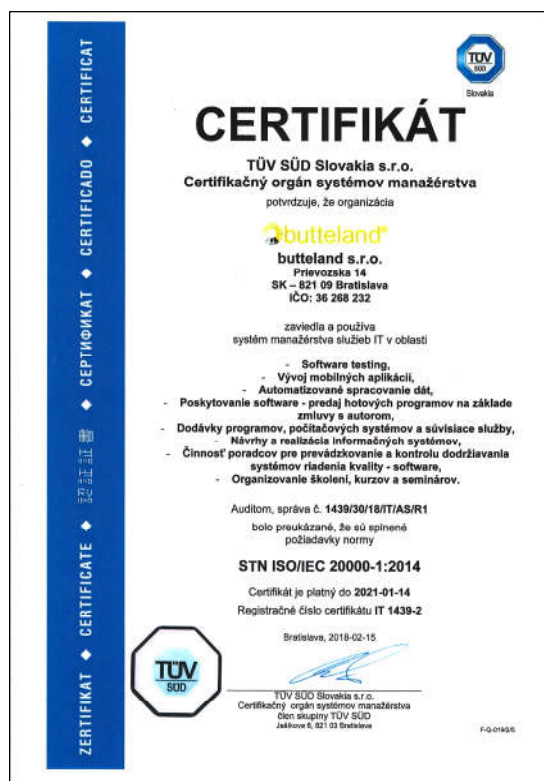 TÜV
SÜD
Slovakia
CERTIFIKÁT
TÜV SÜD Slovakia s.r.o.
Certifikačný orgán systémov manažérstva
potvrdzuje, že organizácia
butteland®
butteland s.r.o.
Prievozska 14
SK – 821 09 Bratislava
IČO: 36 268 232
zaviedla a používa
systém manažérstva služieb IT v oblasti
- Software testing,
- Vývoj mobilných aplikácií,
- Automatizované spracovanie dát,
- Poskytovanie software - predaj hotových programov na základe
zmluvy s autorom,
- Dodávky programov, počítačových systémov a súvisiace služby,
- Návrhy a realizácia informačných systémov,
- Činnosť poradcov pre prevádzkovanie a kontrolu dodržiavania
systémov riadenia kvality - software,
- Organizovanie školení, kurzov a seminárov.
Auditom, správa č. 1439/30/18/IT/AS/R1
bolo preukázané, že sú splnené
požiadavky normy
STN ISO/IEC 20000-1:2014
Certifikát je platný do 2021-01-14
Registračné číslo certifikátu IT 1439-2
Bratislava, 2018-02-15
TÜV
SÜD
TÜV SÜD Slovakia s.r.o.
Certifikačný orgán systémov manažérstva
člen skupiny TÜV SÜD
Jašíkova 6, 821 03 Bratislava
ZERTIFIKAT ◆ CERTIFICATE ◆ 認証証書 ◆ СЕРТИФИКАТ ◆ CERTIFICADO ◆ CERTIFICAT